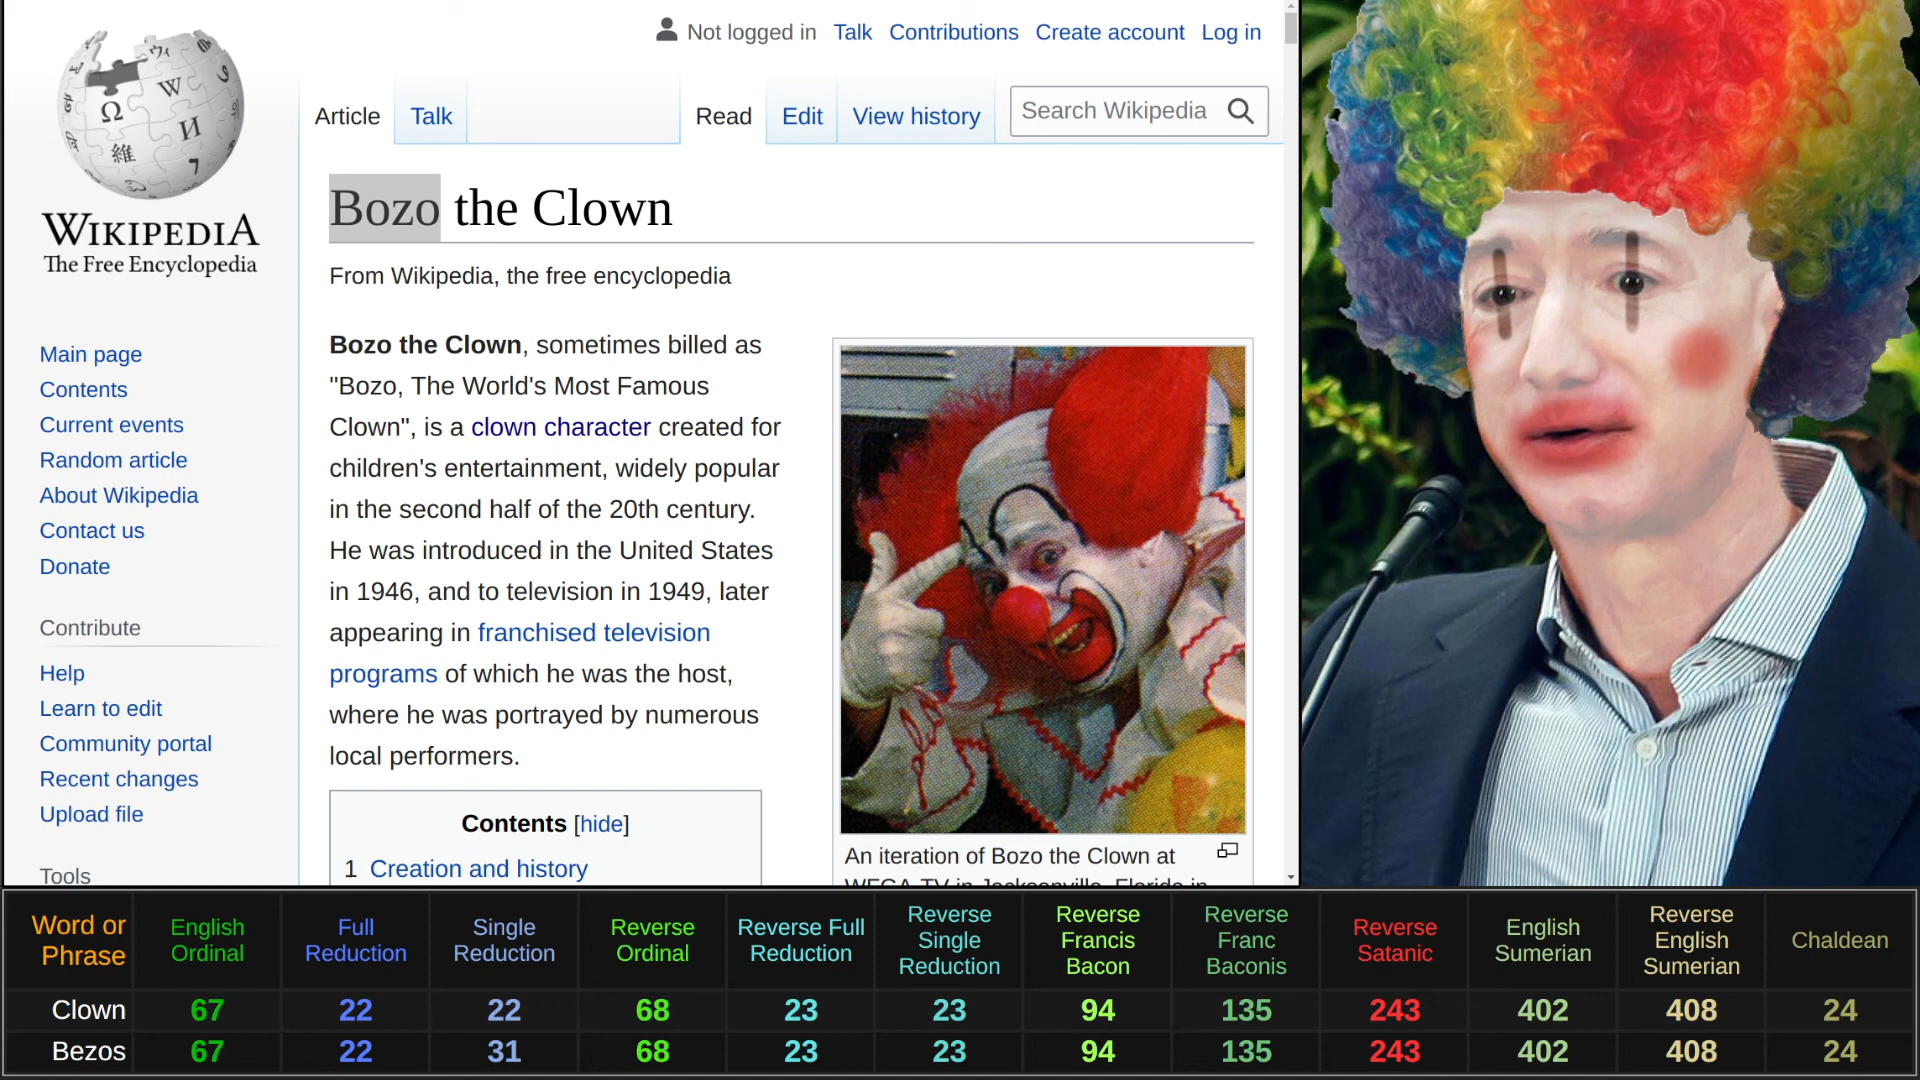 Not logged in Talk Contributions Create account Log in
Article Talk Read Edit View history Search Wikipedia
WIKIPEDIA
The Free Encyclopedia
Bozo the Clown
From Wikipedia, the free encyclopedia
Main page
Contents
Current events
Random article
About Wikipedia
Contact us
Donate
Contribute
Help
Learn to edit
Community portal
Recent changes
Upload file
Tools
Bozo the Clown, sometimes billed as
"Bozo, The World's Most Famous
Clown", is a clown character created for
children's entertainment, widely popular
in the second half of the 20th century.
He was introduced in the United States
in 1946, and to television in 1949, later
appearing in franchised television
programs of which he was the host,
where he was portrayed by numerous
local performers.
Contents [hide]
1 Creation and history
An iteration of Bozo the Clown at
Word or Phrase English Ordinal Full Reduction Single Reduction Reverse Ordinal Reverse Full Reduction Reverse Single Reduction Reverse Francis Bacon Reverse Franc Baconis Reverse Satanic English Sumerian Reverse English Sumerian Chaldean
Clown 67 22 22 68 23 23 94 135 243 402 408 24
Bezos 67 22 31 68 23 23 94 135 243 402 408 24